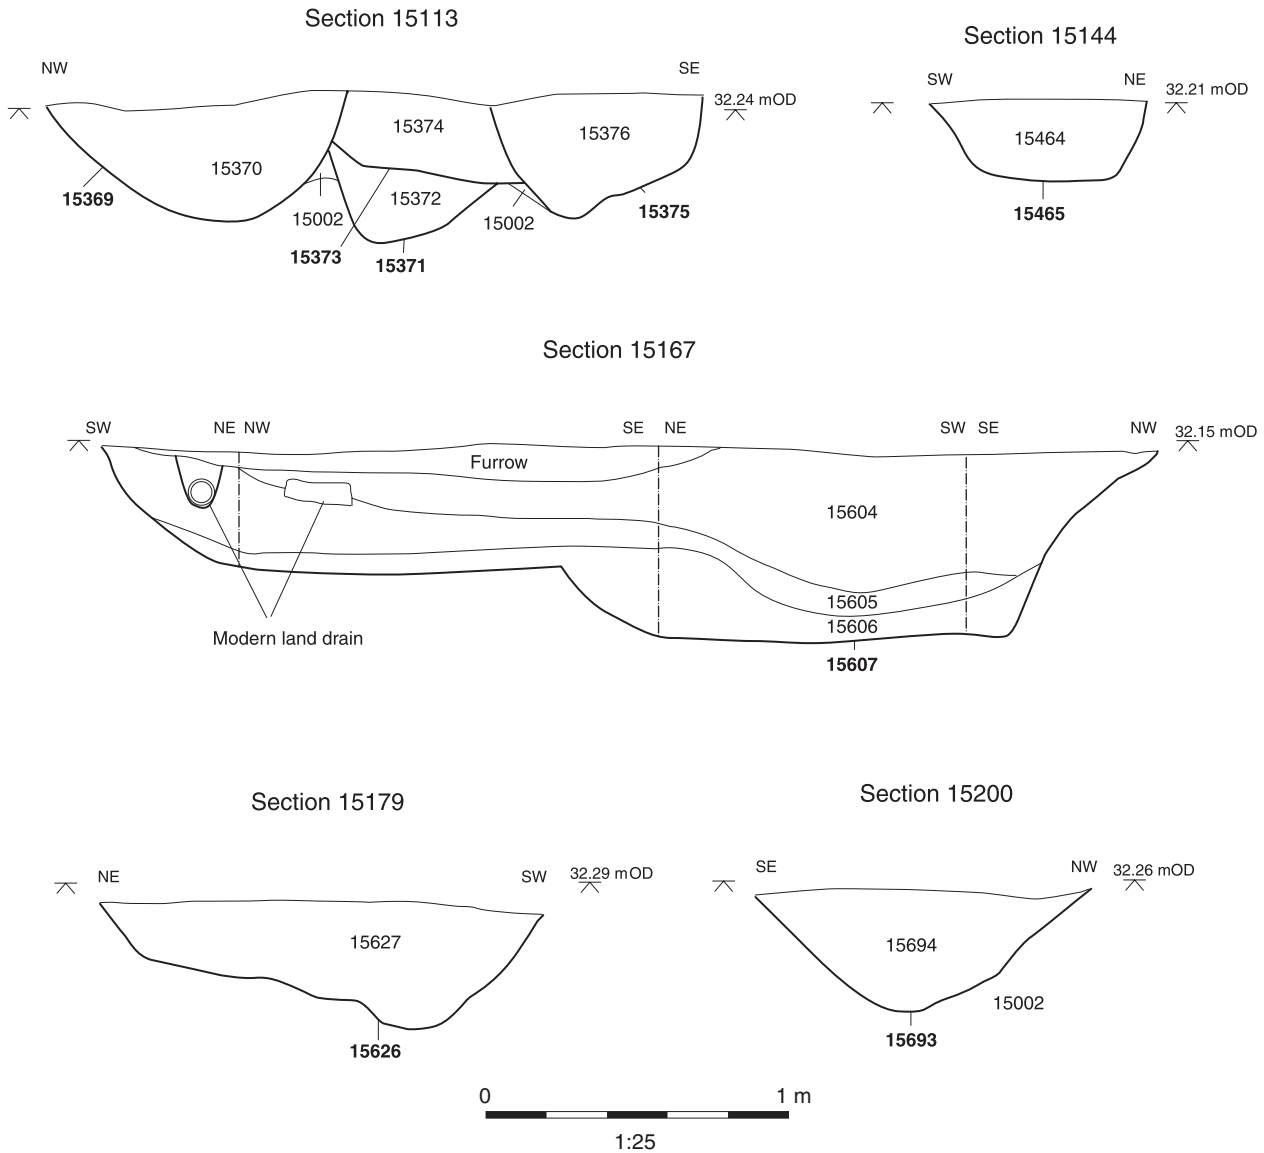 Section 15113
Section 15144
NW
SE
32.24 mOD
SW
NE
32.21 mOD
15374
15376
15464
15370
15369
15372
15002
15002
15375
15465
15373
15371
Section 15167
SW
NE NW
SE NE
SW SE
NW
32.15 mOD
Furrow
15604
15605
15606
Modern land drain
15607
Section 15179
Section 15200
NE
SW
32.29 mOD
SE
NW
32.26 mOD
15627
15694
15002
15626
15693
0 1 m
1:25